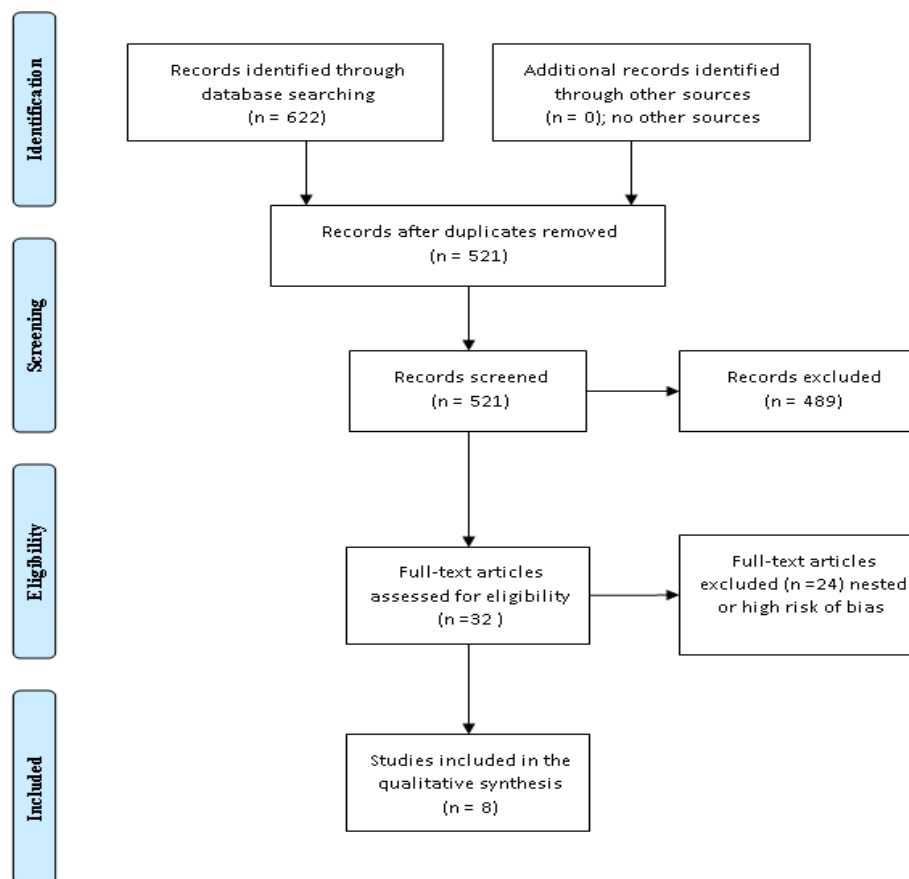 Identification
Records identified through
database searching
(n = 622)
Additional records identified
through other sources
(n = 0); no other sources
Records after duplicates removed
(n = 521)
Screening
Records screened
(n = 521)
Records excluded
(n = 489)
Eligibility
Full-text articles
assessed for eligibility
(n =32 )
Full-text articles
excluded (n =24) nested
or high risk of bias
Included
Studies included in the
qualitative synthesis
(n = 8)